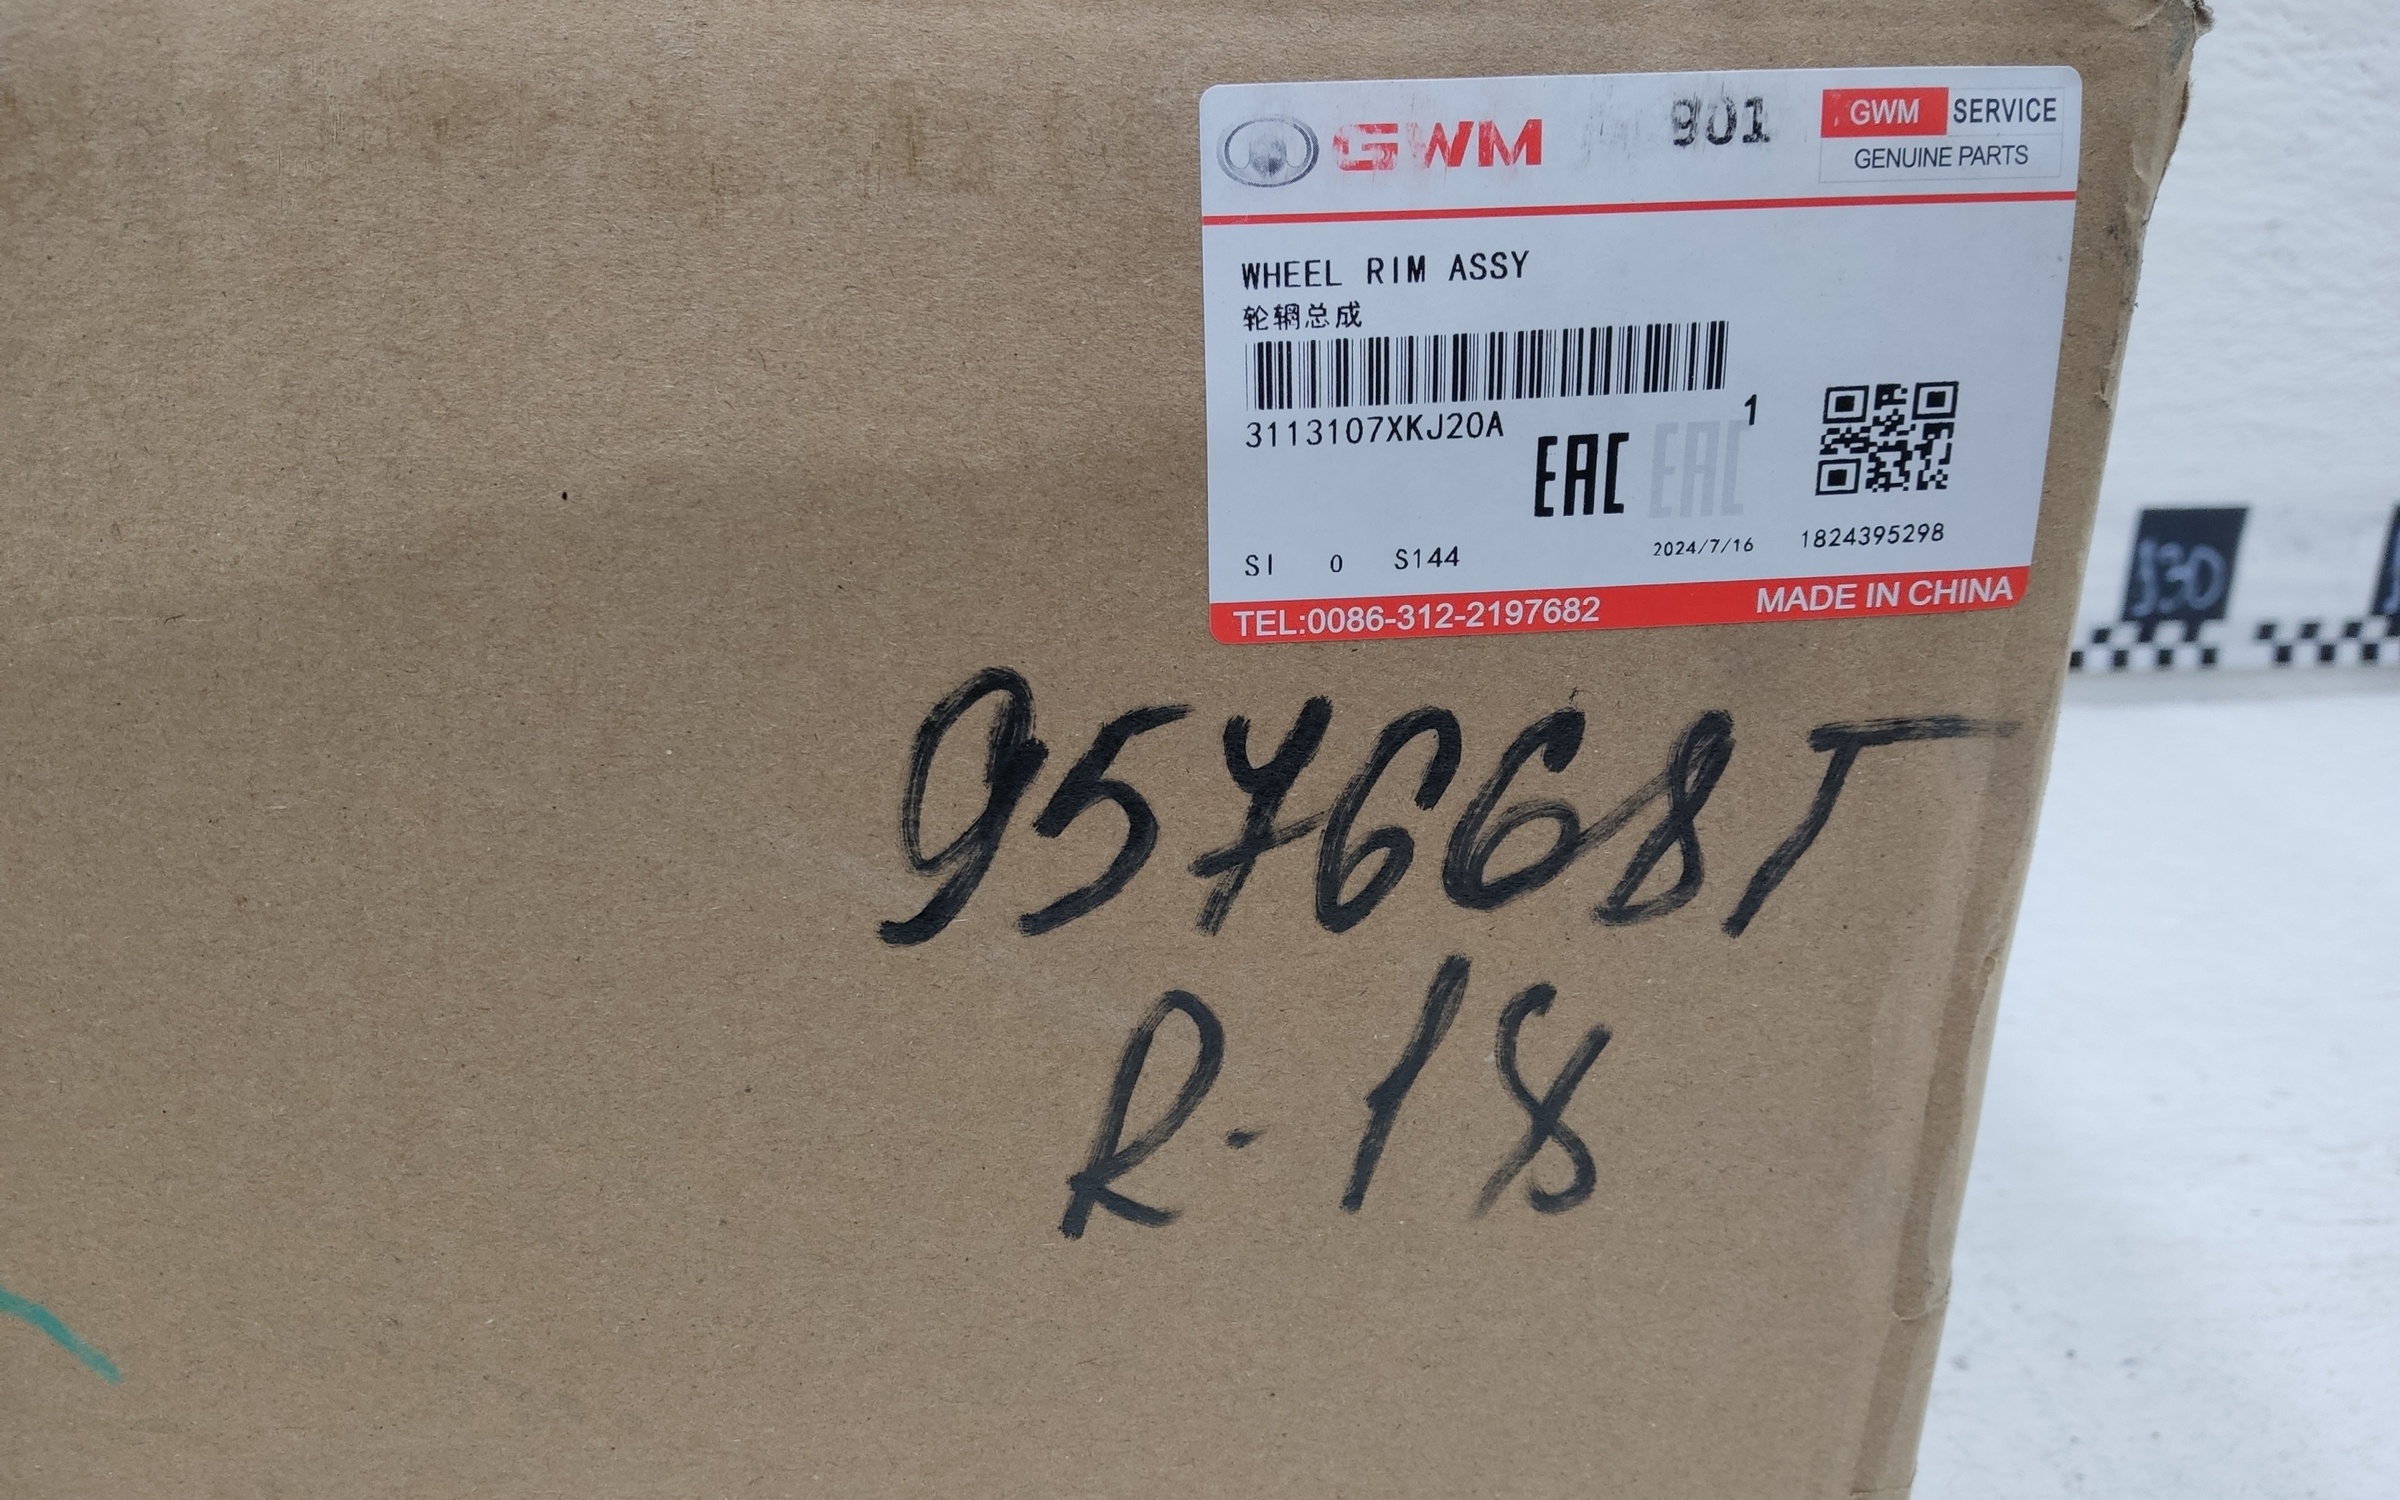 GWM 901 GWM SERVICE
GENUINE PARTS
WHEEL RIM ASSY
轮辋总成
3113107XKJ20A 1
EAC EAC
SI 0 S144 2024/7/16 1824395298
TEL:0086-312-2197682 MADE IN CHINA
957668T
R-18